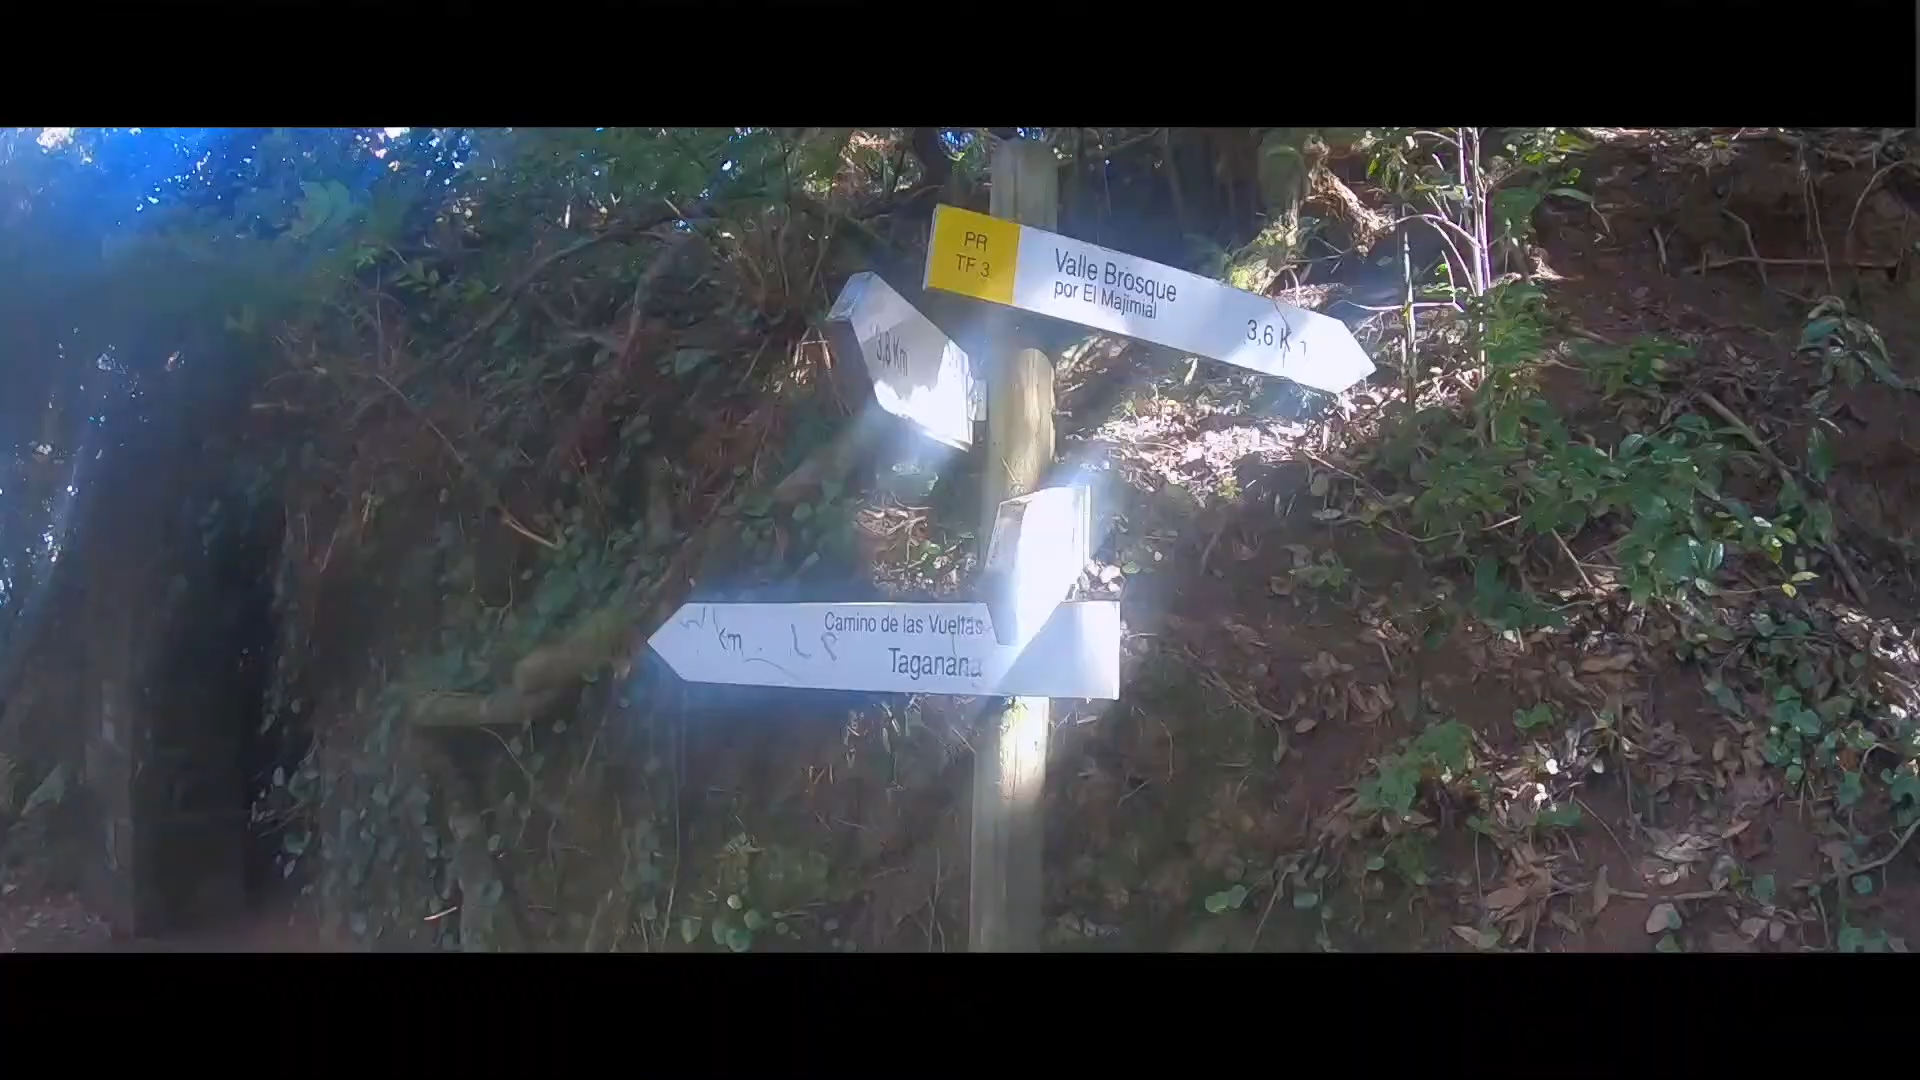 PR
TF 3
Valle Brosque
por El Majimial
3,6 K
3,8 Km
Camino de las Vueltas
Km
Taganana